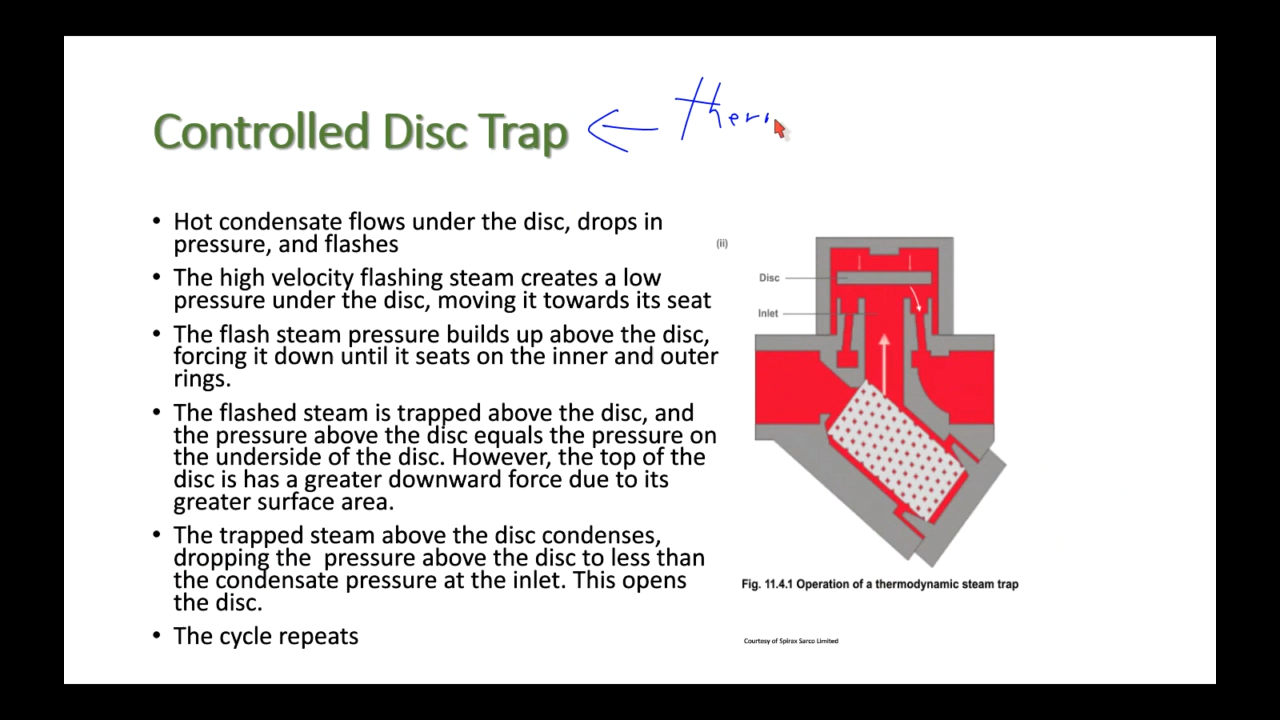 Controlled Disc Trap ← ther
• Hot condensate flows under the disc, drops in
pressure, and flashes
• The high velocity flashing steam creates a low
pressure under the disc, moving it towards its seat
• The flash steam pressure builds up above the disc,
forcing it down until it seats on the inner and outer
rings.
• The flashed steam is trapped above the disc, and
the pressure above the disc equals the pressure on
the underside of the disc. However, the top of the
disc is has a greater downward force due to its
greater surface area.
• The trapped steam above the disc condenses,
dropping the  pressure above the disc to less than
the condensate pressure at the inlet. This opens
the disc.
• The cycle repeats
(ii)
Disc
Inlet
Fig. 11.4.1 Operation of a thermodynamic steam trap
Courtesy of Spirax Sarco Limited